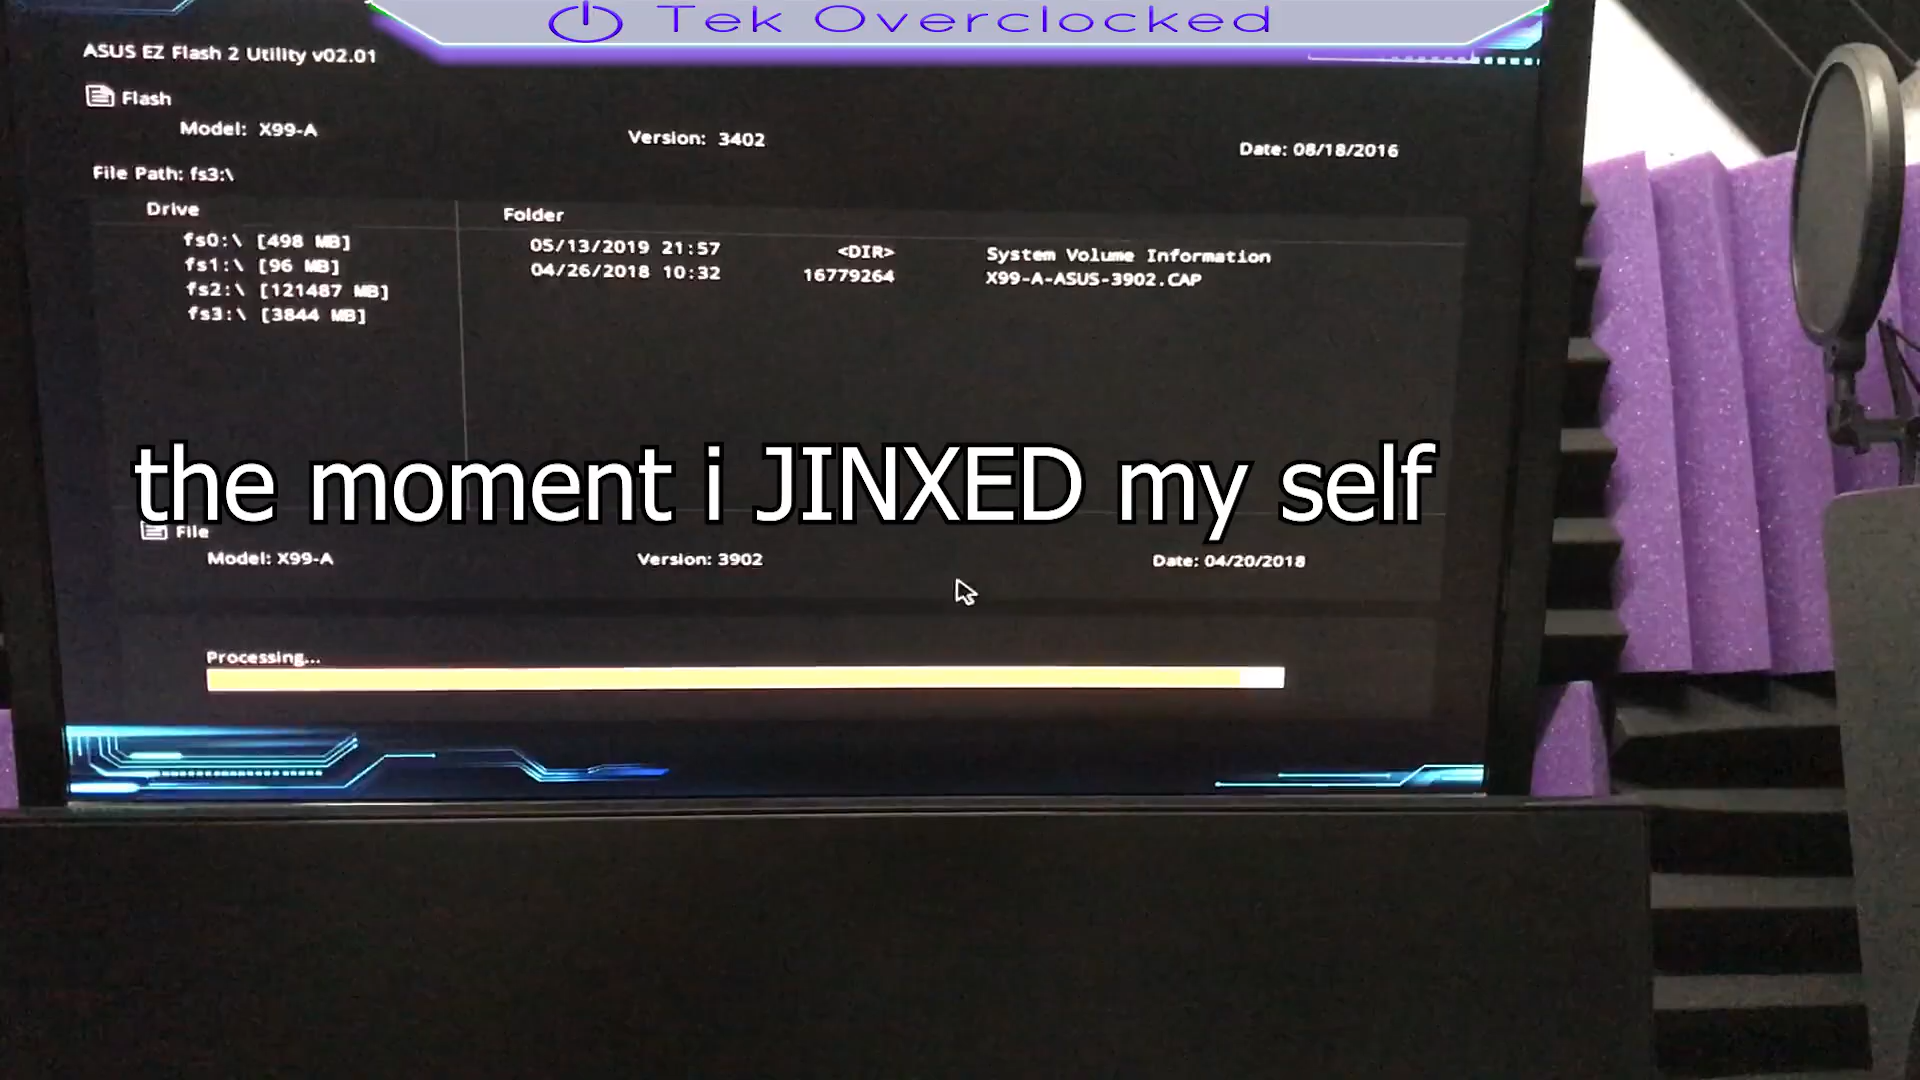 Tek Overclocked
ASUS EZ Flash 2 Utility v02.01
Flash
Model: X99-A Version: 3402 Date: 08/18/2016
File Path: fs3:\
Drive Folder
fs0:\ [498 MB] 05/13/2019 21:57 <DIR> System Volume Information
fs1:\ [96 MB] 04/26/2018 10:32 16779264 X99-A-ASUS-3902.CAP
fs2:\ [121487 MB]
fs3:\ [3844 MB]
the moment i JINXED my self
File
Model: X99-A Version: 3902 Date: 04/20/2018
Processing...